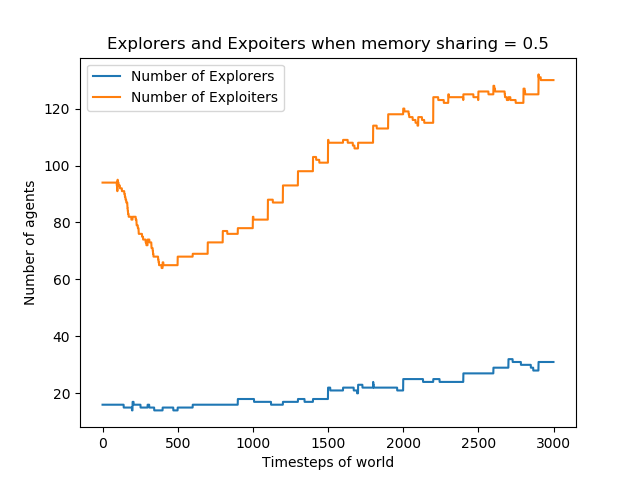 Explorers and Expoiters when memory sharing = 0.5
Number of Explorers
Number of Exploiters
120
100
80
60
40
20
Number of agents
0 500 1000 1500 2000 2500 3000
Timesteps of world